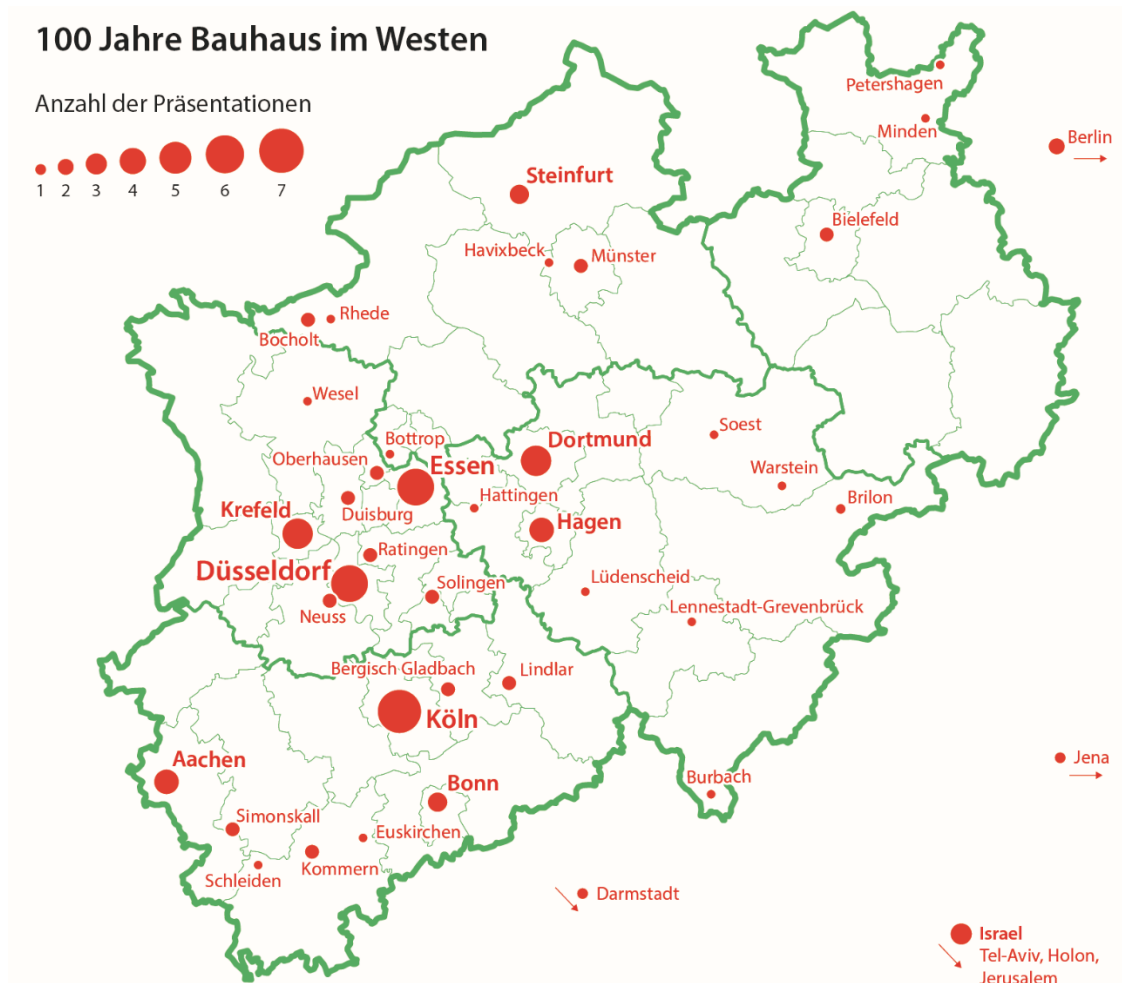 100 Jahre Bauhaus im Westen
Anzahl der Präsentationen
1 2 3 4 5 6 7
Petershagen
Minden
Berlin
Steinfurt
Bielefeld
Havixbeck
Münster
Rhede
Bocholt
Wesel
Bottrop
Oberhausen
Essen
Dortmund
Soest
Warstein
Hattingen
Brilon
Krefeld
Duisburg
Hagen
Ratingen
Düsseldorf
Solingen
Lüdenscheid
Neuss
Lennestadt-Grevenbrück
Bergisch Gladbach
Lindlar
Köln
Aachen
Bonn
Jena
Burbach
Simonskall
Euskirchen
Kommern
Schleiden
Darmstadt
Israel
Tel-Aviv, Holon,
Jerusalem